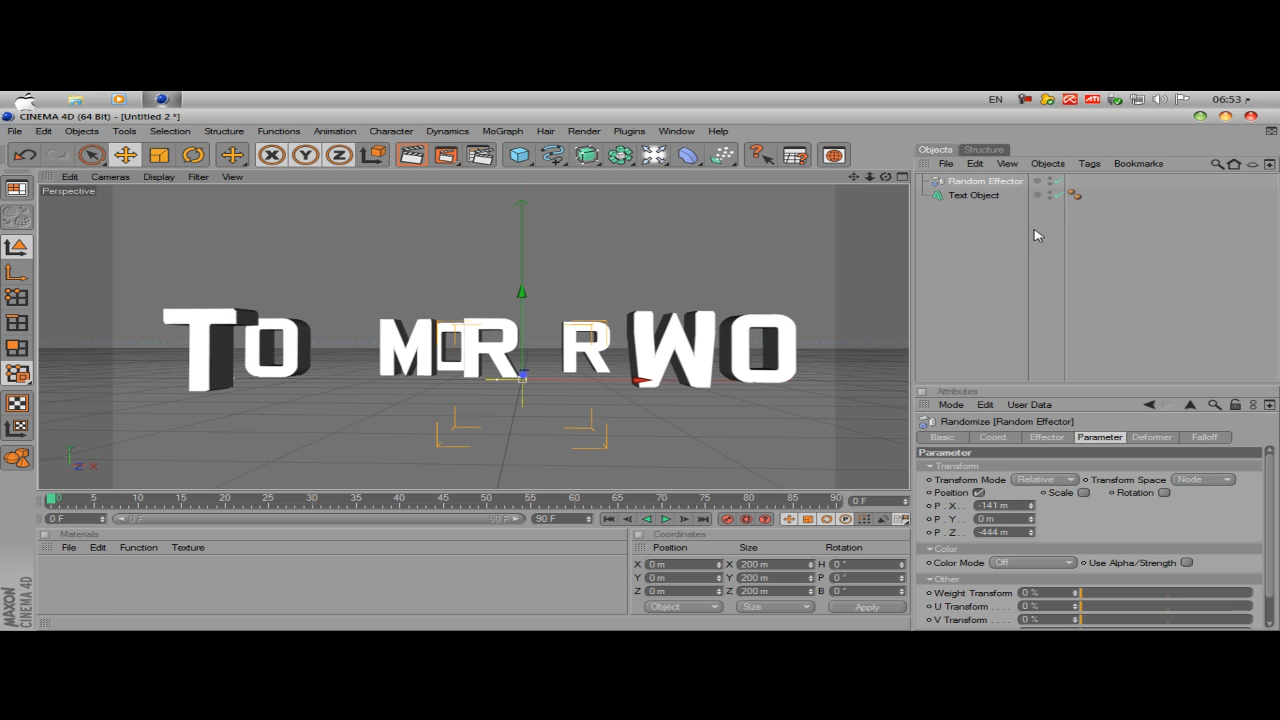 EN 06:53 م
CINEMA 4D (64 Bit) - [Untitled 2 *]
File Edit Objects Tools Selection Structure Functions Animation Character Dynamics MoGraph Hair Render Plugins Window Help
X Y Z
Edit Cameras Display Filter View
Perspective
TO MOR R WO
Y
Z X
0 5 10 15 20 25 30 35 40 45 50 55 60 65 70 75 80 85 90 0 F
0 F 0 F 90 F 90 F
Materials
File Edit Function Texture
Coordinates
Position Size Rotation
X 0 m X 200 m H 0 °
Y 0 m Y 200 m P 0 °
Z 0 m Z 200 m B 0 °
Object Size Apply
MAXON
CINEMA 4D
Objects Structure
File Edit View Objects Tags Bookmarks
Random Effector
Text Object
Attributes
Mode Edit User Data
Randomize [Random Effector]
Basic Coord. Effector Parameter Deformer Falloff
Parameter
Transform
Transform Mode Relative Transform Space Node
Position Scale Rotation
P . X . . -141 m
P . Y . . 0 m
P . Z . . -444 m
Color
Color Mode Off Use Alpha/Strength
Other
Weight Transform 0 %
U Transform . . . . 0 %
V Transform . . . . 0 %